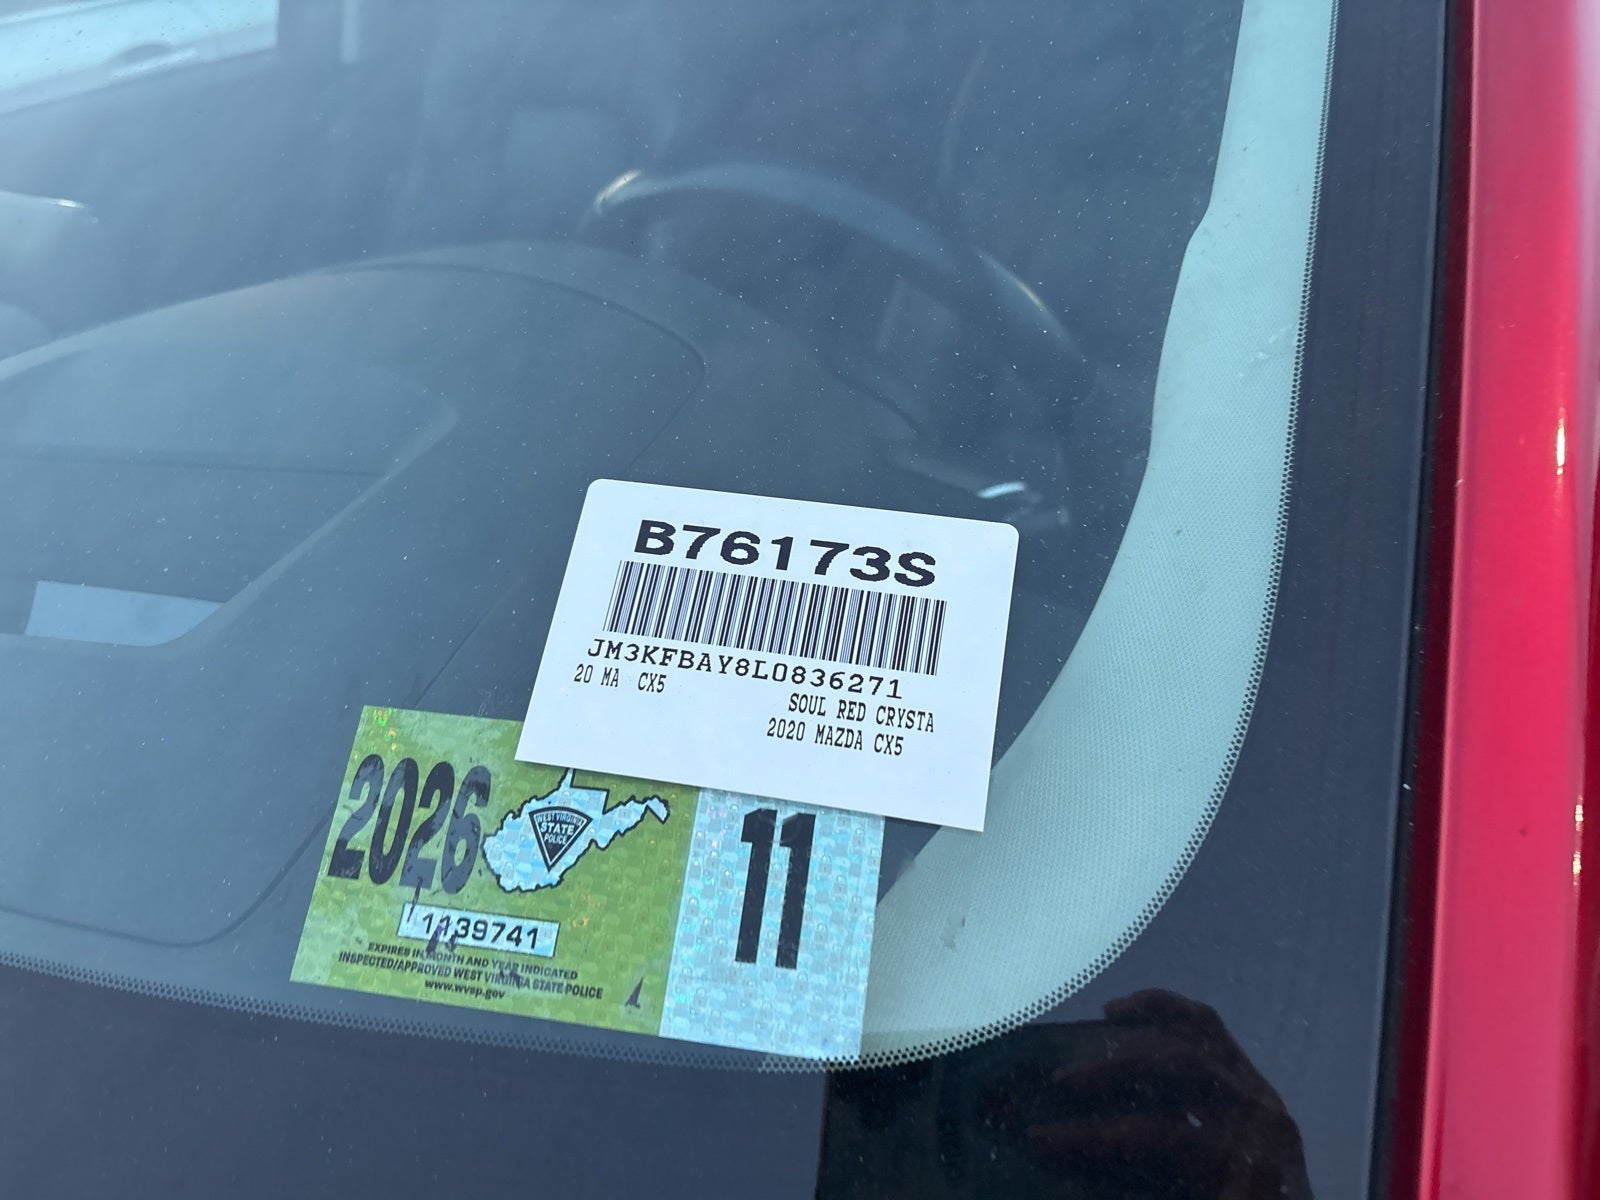 B76173S
JM3KFBAY8L0836271
20 MA CX5
SOUL RED CRYSTA
2020 MAZDA CX5
2026
WEST VIRGINIA
STATE
POLICE
11
1139741
EXPIRES IN MONTH AND YEAR INDICATED
INSPECTED/APPROVED WEST VIRGINIA STATE POLICE
www.wvsp.gov